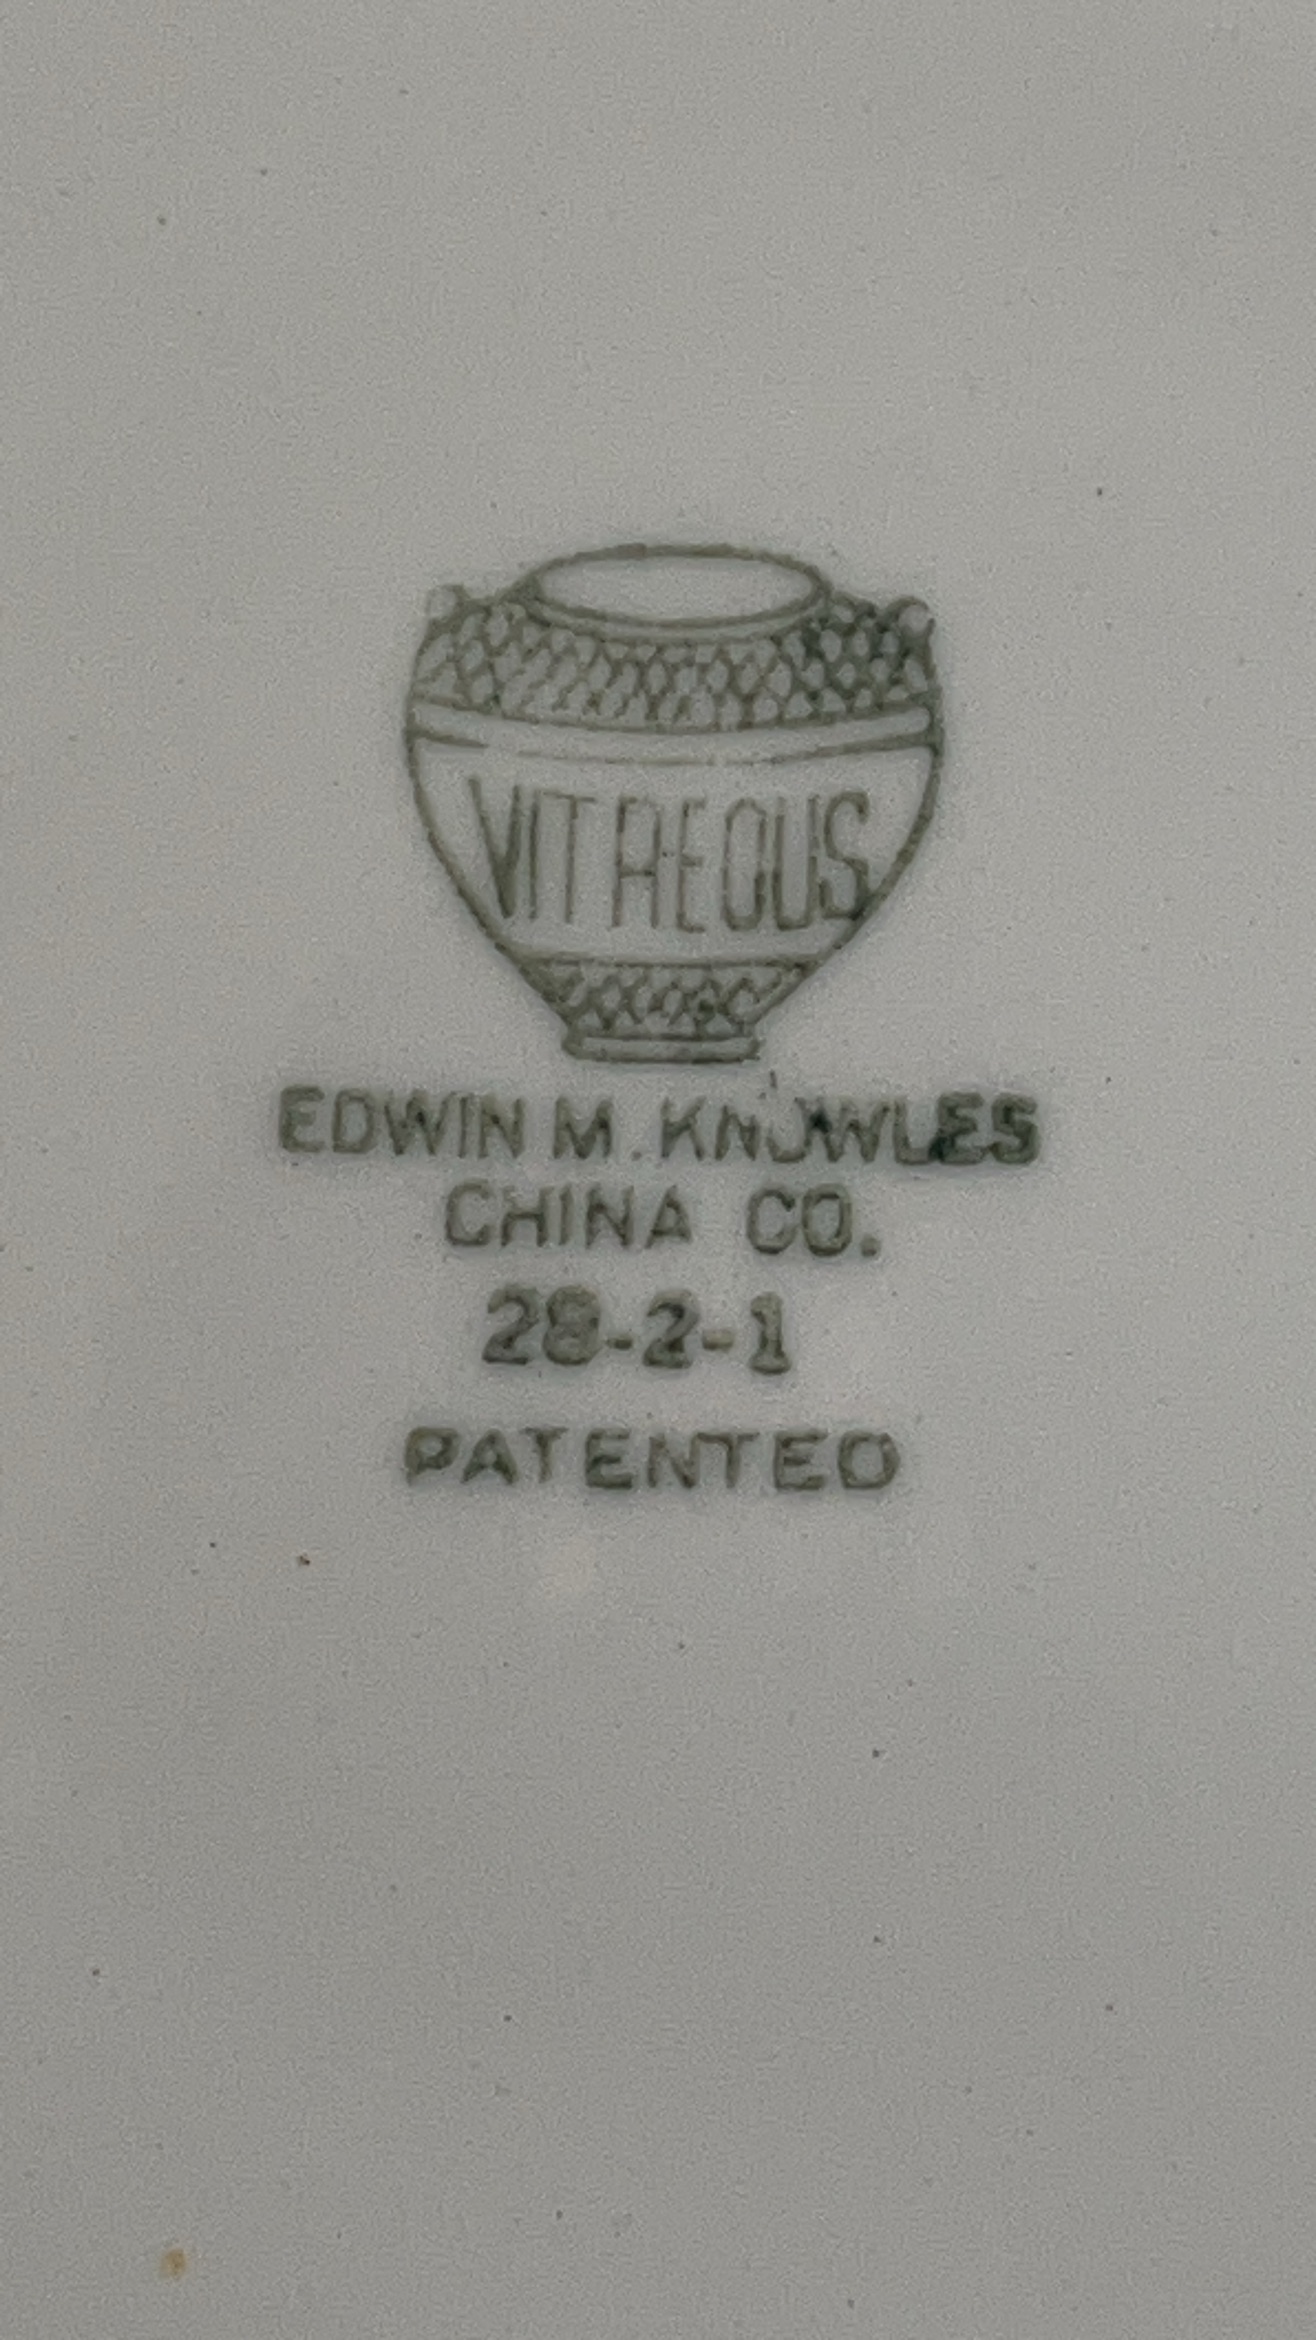 VITREOUS
EDWIN M. KNOWLES
CHINA CO.
28-2-1
PATENTED